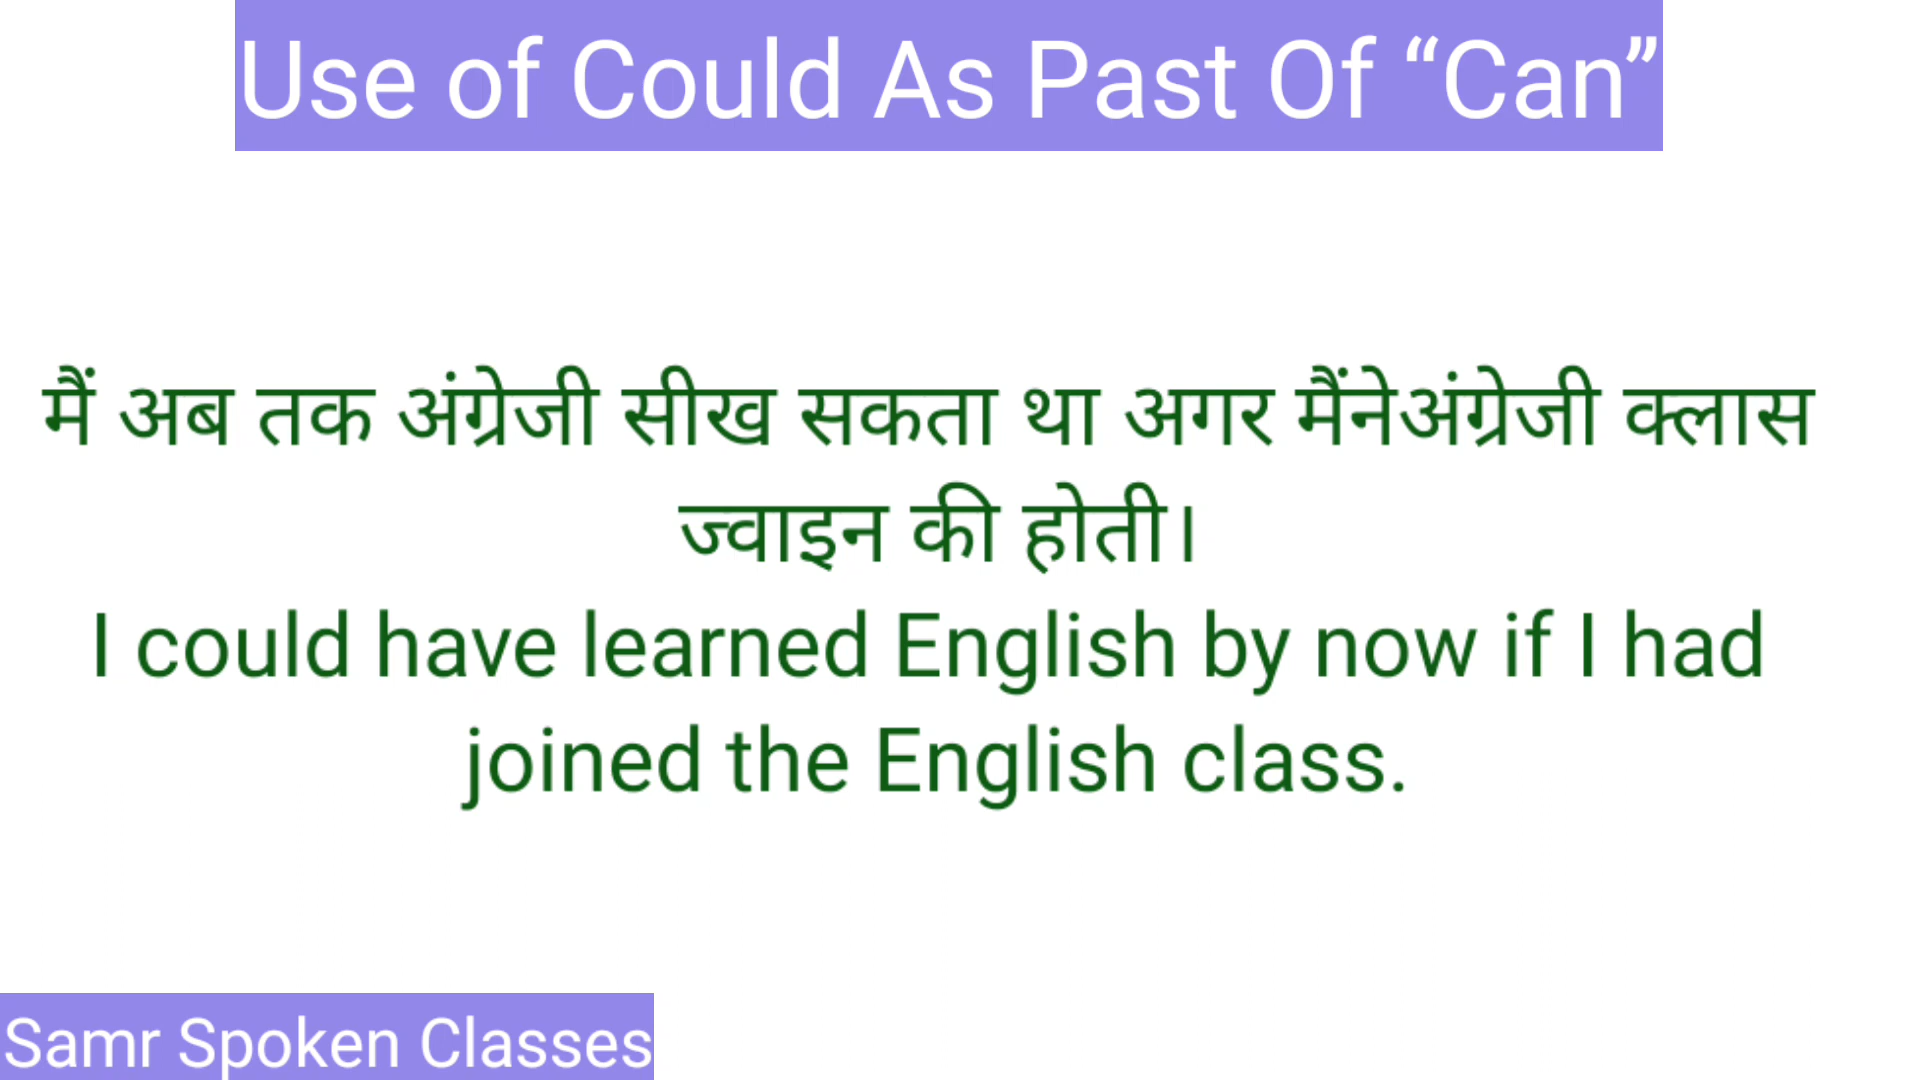 Use of Could As Past Of “Can”
मैं अब तक अंग्रेजी सीख सकता था अगर मैंनेअंग्रेजी क्लास
ज्वाइन की होती।
I could have learned English by now if I had
joined the English class.
Samr Spoken Classes